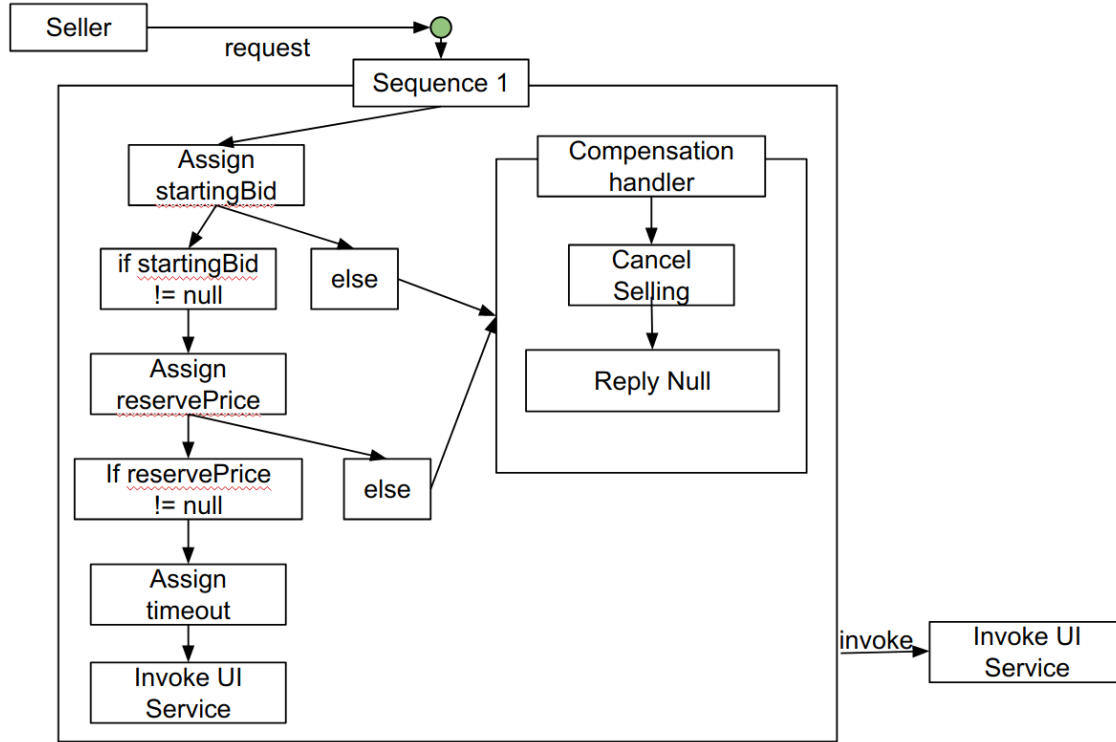 Seller
request
Sequence 1
Assign
startingBid
if startingBid
!= null
else
Assign
reservePrice
If reservePrice
!= null
else
Assign
timeout
Invoke UI
Service
Compensation
handler
Cancel
Selling
Reply Null
invoke
Invoke UI
Service